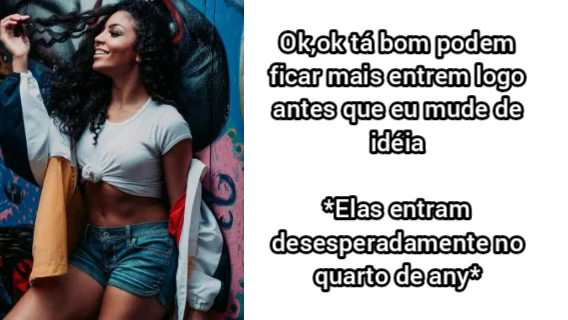 Ok,ok tá bom podem
ficar mais entrem logo
antes que eu mude de
idéia
*Elas entram
desesperadamente no
quarto de any*